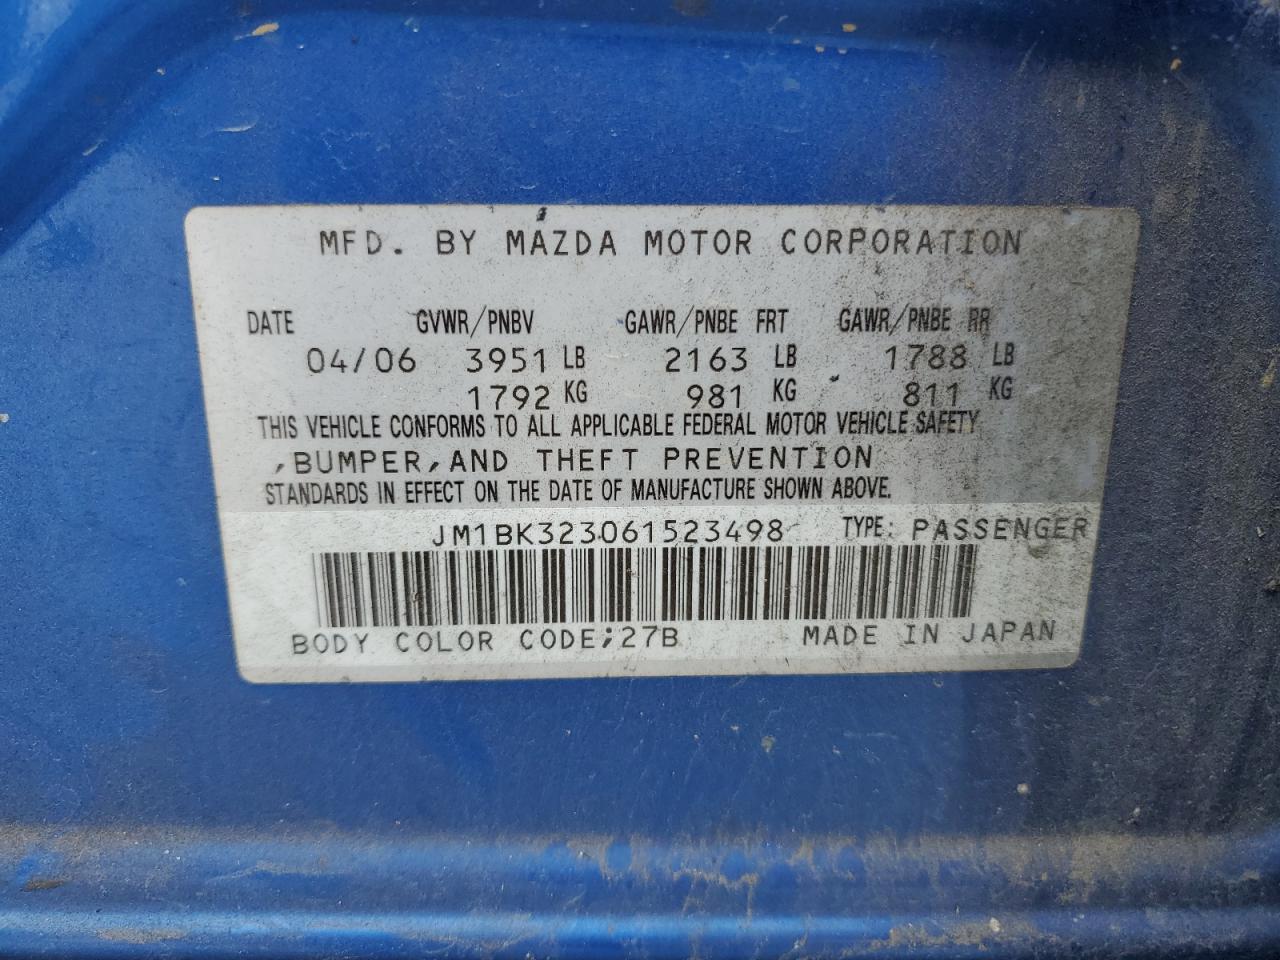 MFD. BY MAZDA MOTOR CORPORATION
DATE GVWR/PNBV GAWR/PNBE FRT GAWR/PNBE RR
04/06 3951 LB 2163 LB 1788 LB
1792 KG 981 KG 811 KG
THIS VEHICLE CONFORMS TO ALL APPLICABLE FEDERAL MOTOR VEHICLE SAFETY
,BUMPER,AND THEFT PREVENTION
STANDARDS IN EFFECT ON THE DATE OF MANUFACTURE SHOWN ABOVE.
JM1BK323061523498 TYPE: PASSENGER
BODY COLOR CODE;27B MADE IN JAPAN